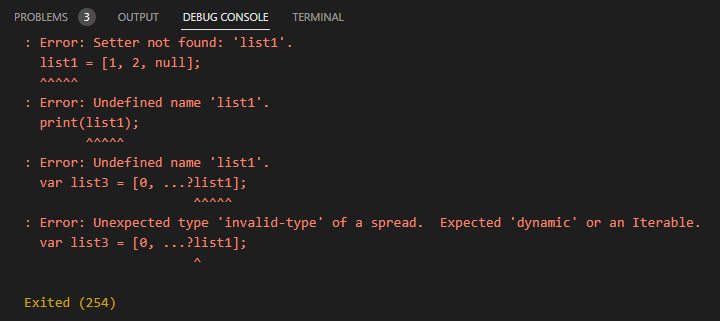 PROBLEMS 3 OUTPUT DEBUG CONSOLE TERMINAL
: Error: Setter not found: 'list1'.
list1 = [1, 2, null];
^^^^^
: Error: Undefined name 'list1'.
print(list1);
^^^^^
: Error: Undefined name 'list1'.
var list3 = [0, ...?list1];
^^^^^
: Error: Unexpected type 'invalid-type' of a spread.  Expected 'dynamic' or an Iterable.
var list3 = [0, ...?list1];
^
Exited (254)